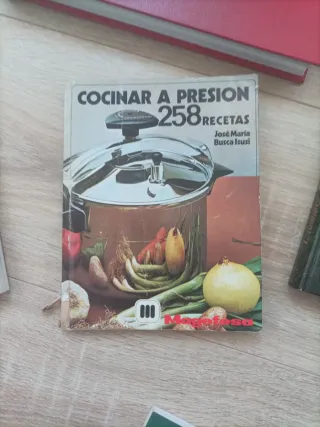 COCINAR A PRESION
258 RECETAS
José María
Busca Isusi
Magefesa